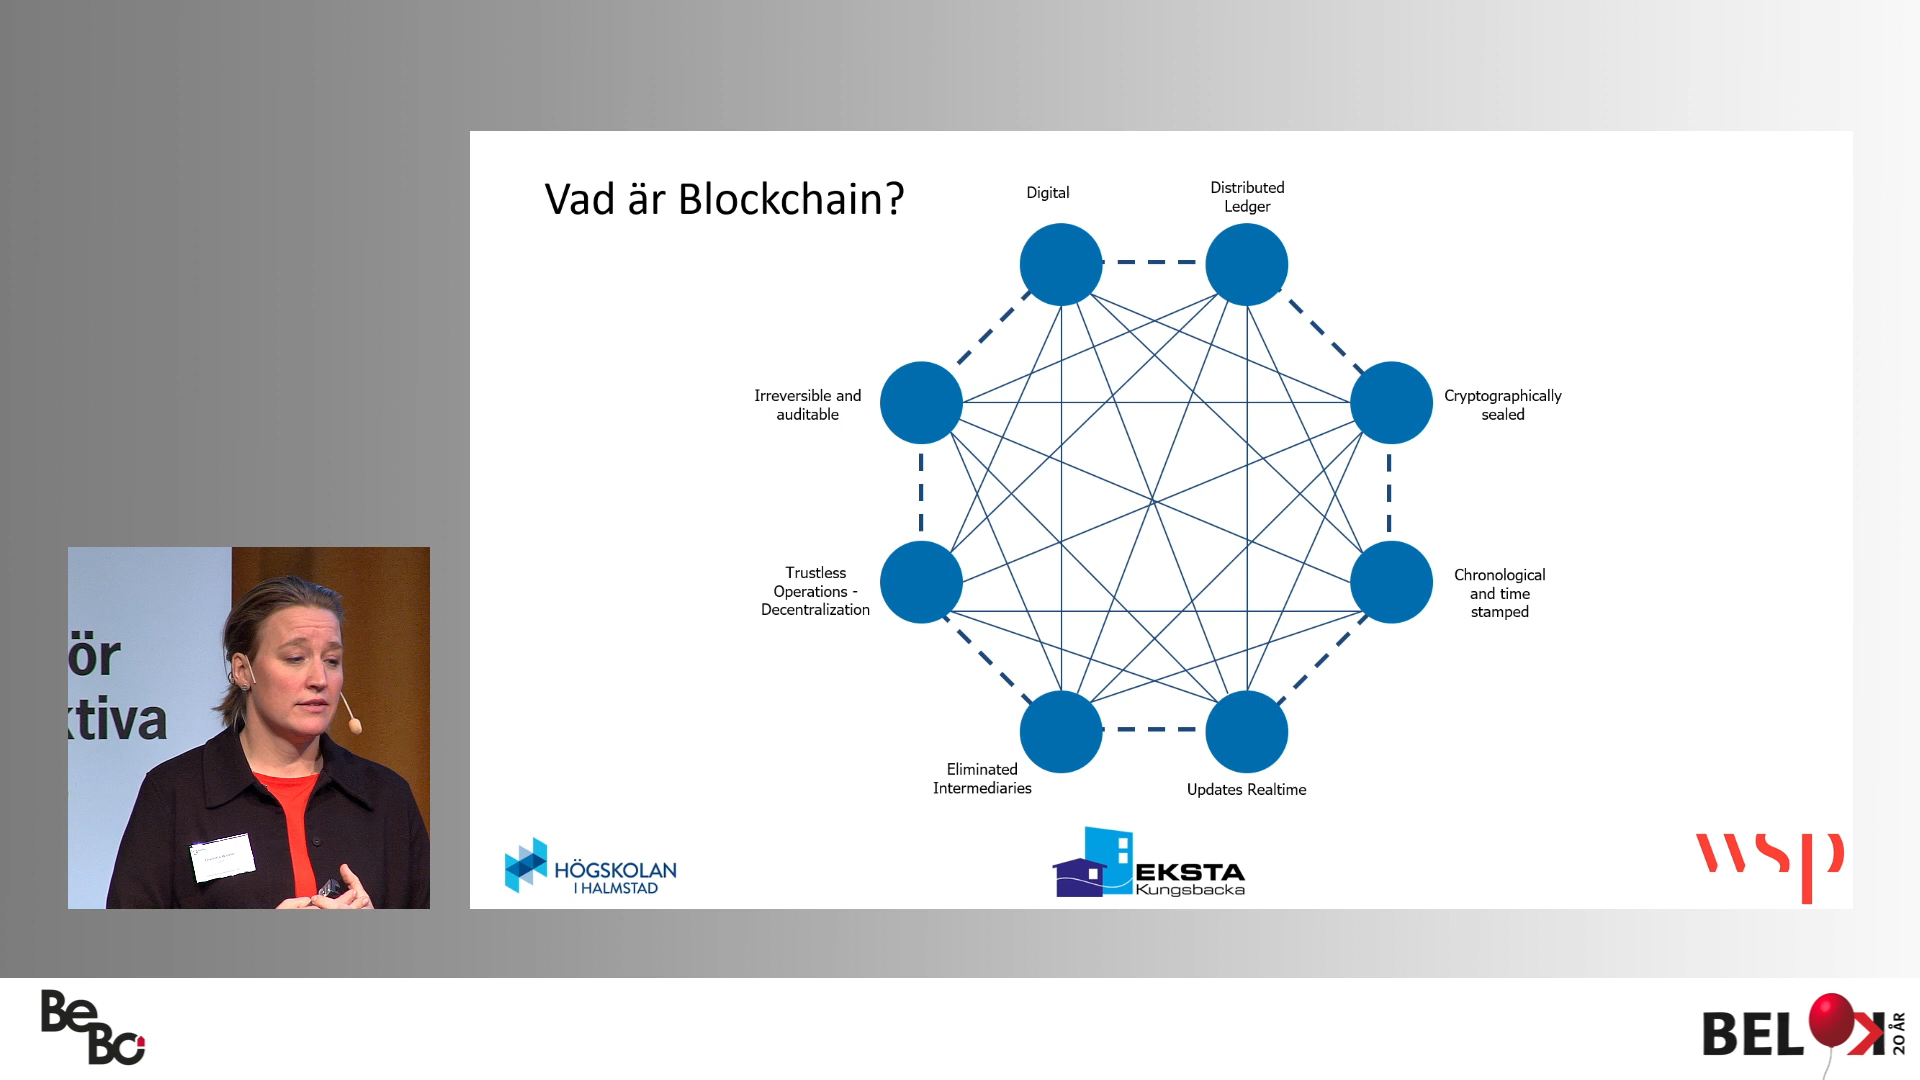 Vad är Blockchain?
Digital
Distributed
Ledger
Irreversible and
auditable
Cryptographically
sealed
Trustless
Operations -
Decentralization
Chronological
and time
stamped
Eliminated
Intermediaries
Updates Realtime
HÖGSKOLAN
I HALMSTAD
EKSTA
Kungsbacka
wsp
ör
ktiva
BeBo
BELOK
20 ÅR